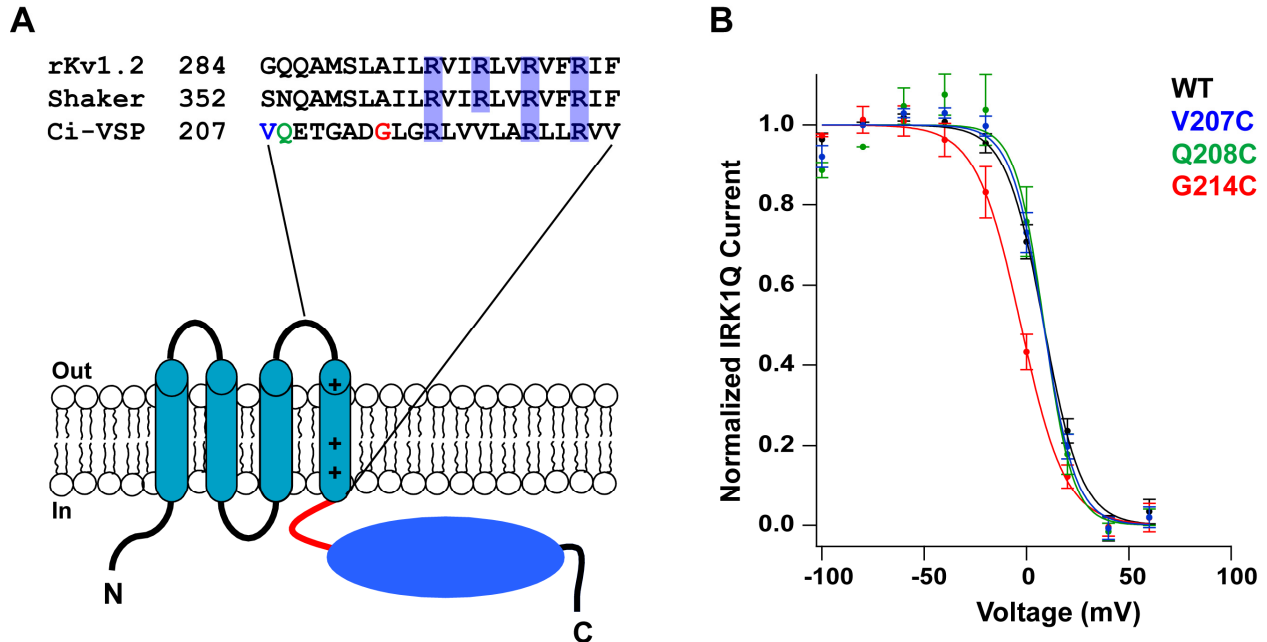 A
rKv1.2 284 GQQAMSLAILRVIRLVRVFRIF
Shaker 352 SNQAMSLAILRVIRLVRVFRIF
Ci-VSP 207 VQETGADGLGRLVVLARLLRVV
Out
+
+
+
In
N
C
B
WT
V207C
Q208C
G214C
Normalized IRK1Q Current
1.0
0.8
0.6
0.4
0.2
0.0
-100 -50 0 50 100
Voltage (mV)